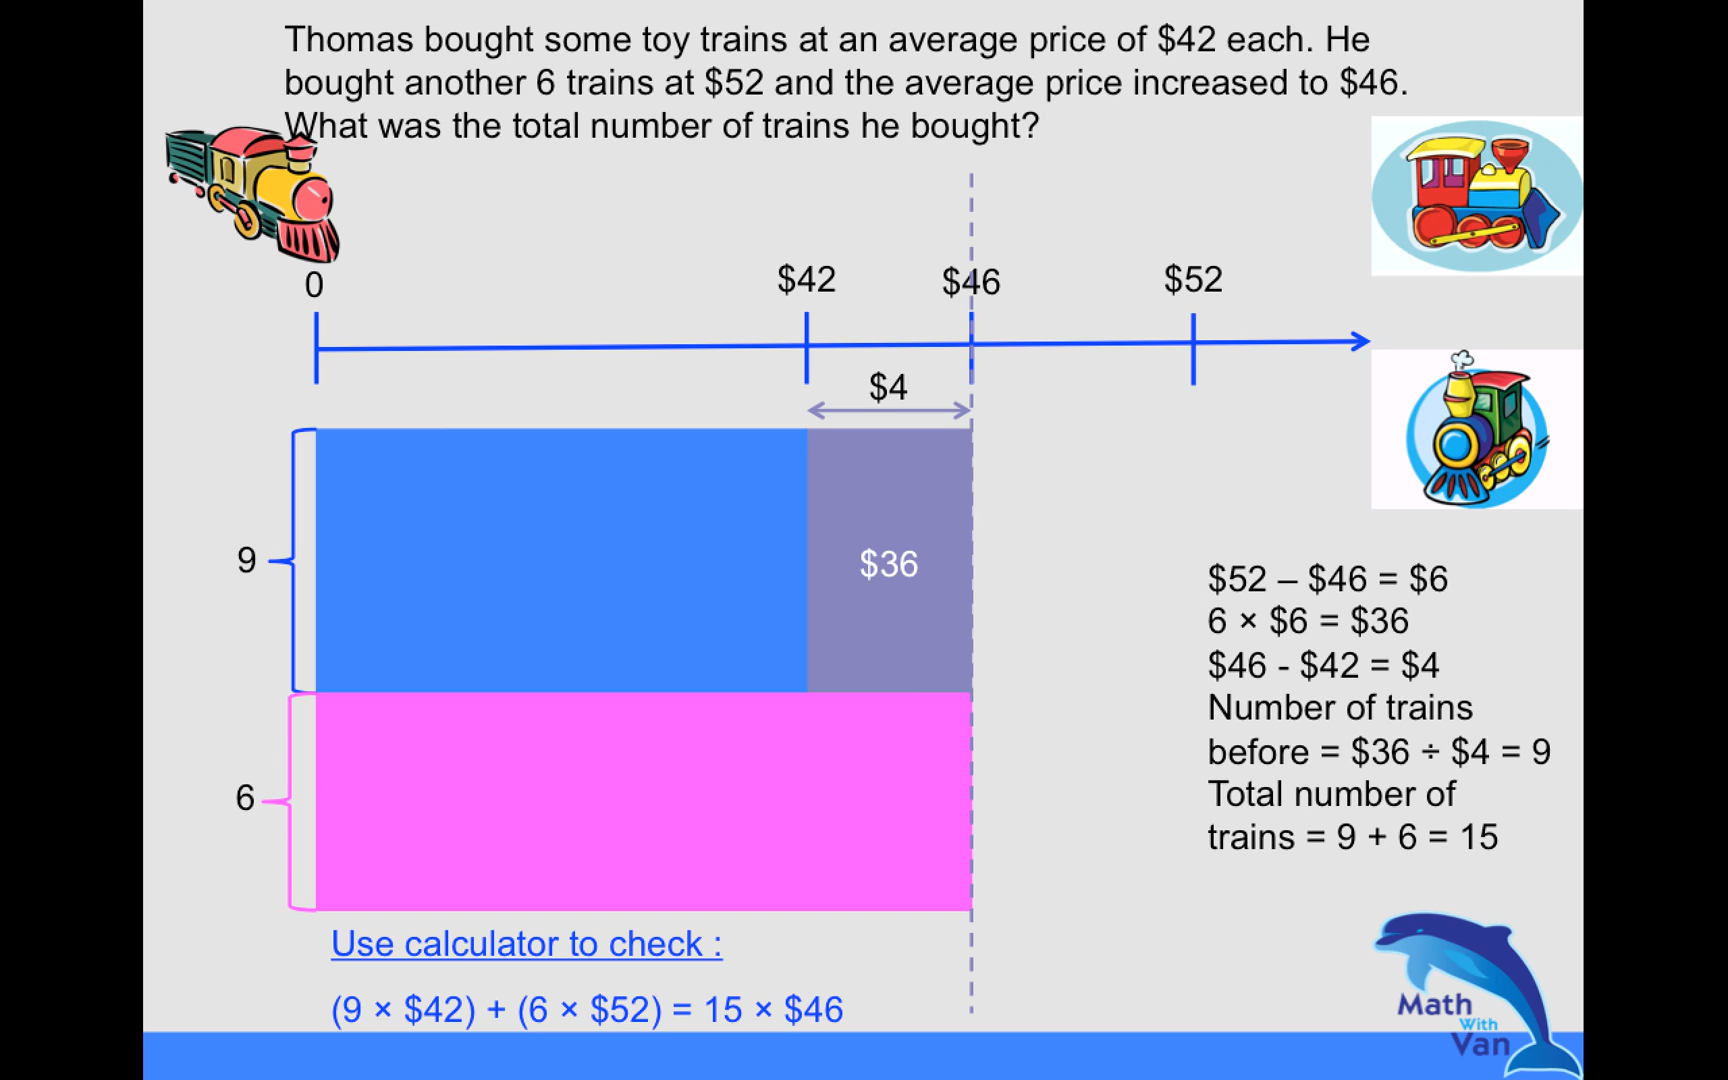 Thomas bought some toy trains at an average price of $42 each. He
bought another 6 trains at $52 and the average price increased to $46.
What was the total number of trains he bought?
0
$42
$46
$52
$4
9
$36
6
$52 – $46 = $6
6 × $6 = $36
$46 - $42 = $4
Number of trains
before = $36 ÷ $4 = 9
Total number of
trains = 9 + 6 = 15
Use calculator to check :
(9 × $42) + (6 × $52) = 15 × $46
Math
With
Van